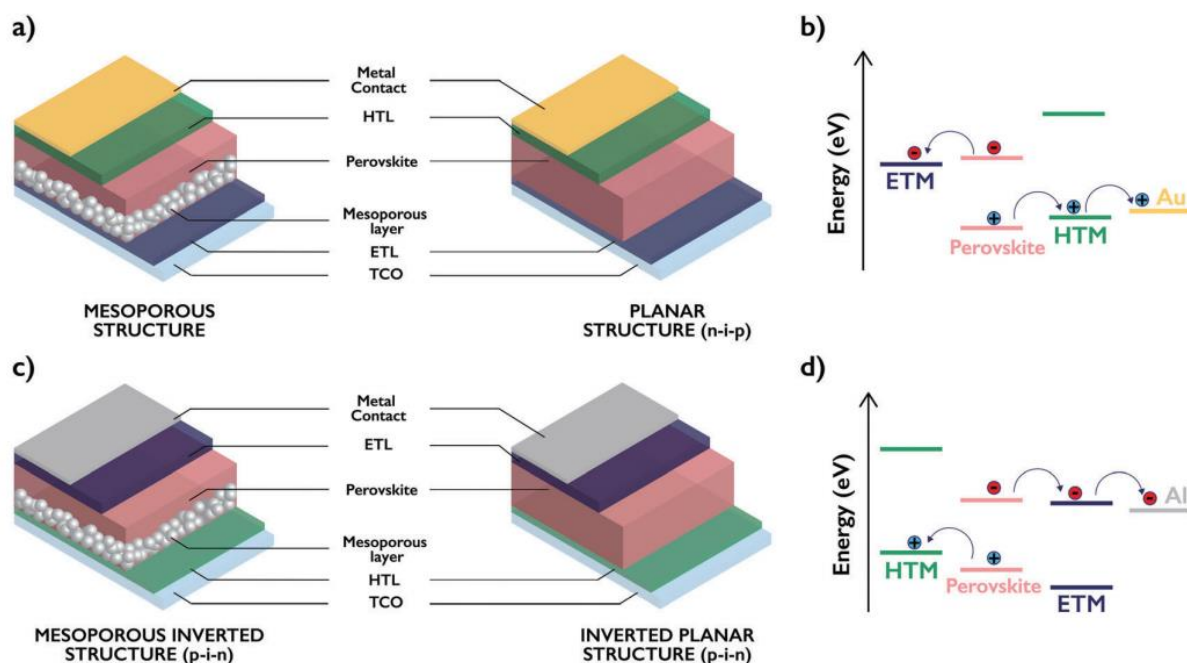 a)
Metal
Contact
HTL
Perovskite
Mesoporous
layer
ETL
TCO
MESOPOROUS
STRUCTURE
PLANAR
STRUCTURE (n-i-p)
b)
Energy (eV)
ETM
Perovskite
HTM
Au
c)
Metal
Contact
ETL
Perovskite
Mesoporous
layer
HTL
TCO
MESOPOROUS INVERTED
STRUCTURE (p-i-n)
INVERTED PLANAR
STRUCTURE (p-i-n)
d)
Energy (eV)
HTM
Perovskite
ETM
Al